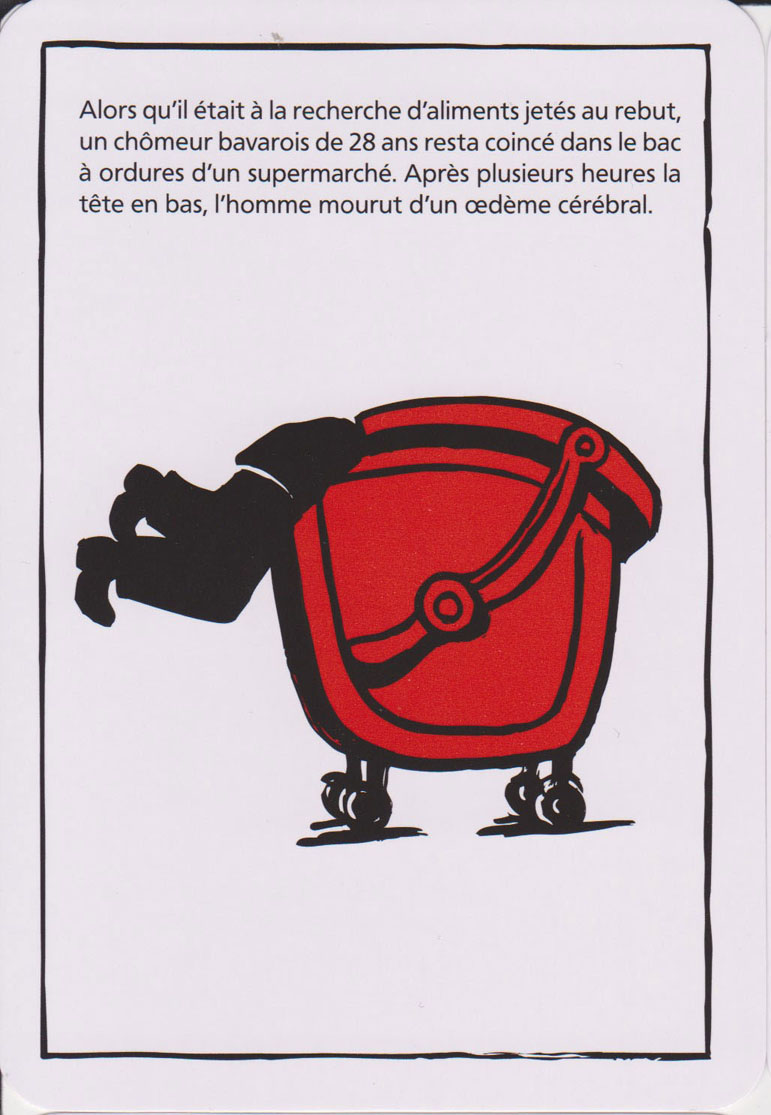 Alors qu'il était à la recherche d'aliments jetés au rebut,
un chômeur bavarois de 28 ans resta coincé dans le bac
à ordures d'un supermarché. Après plusieurs heures la
tête en bas, l'homme mourut d'un œdème cérébral.